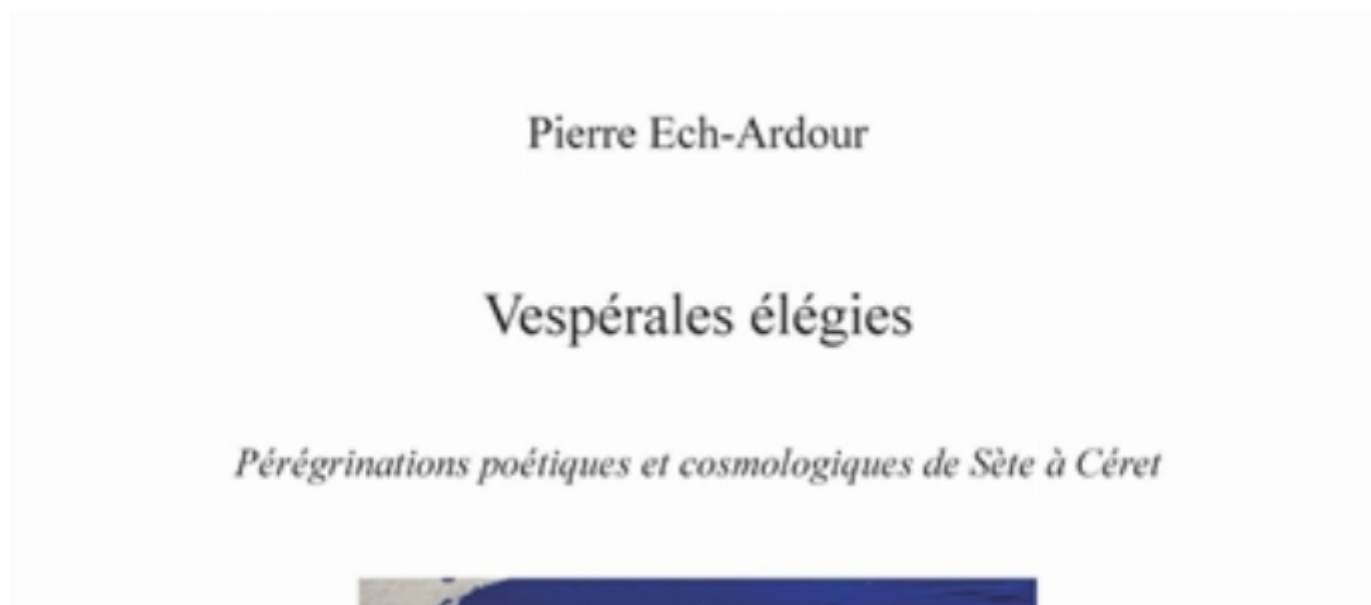 Pierre Ech-Ardour
Vespérales élégies
Pérégrinations poétiques et cosmologiques de Sète à Céret